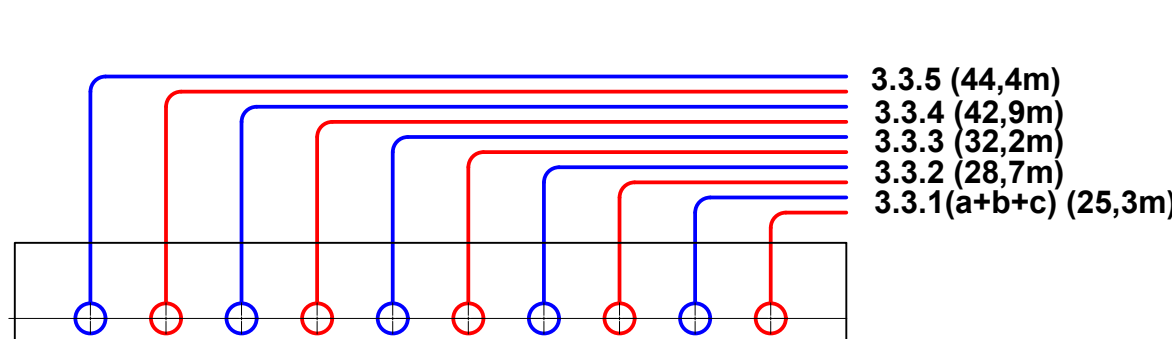 3.3.5 (44,4m)
3.3.4 (42,9m)
3.3.3 (32,2m)
3.3.2 (28,7m)
3.3.1(a+b+c) (25,3m)